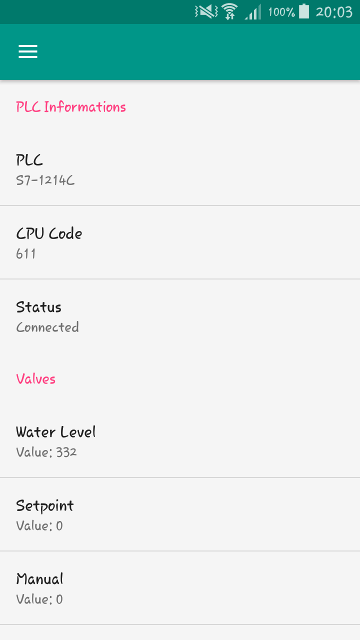 100% 20:03
PLC Informations
PLC
S7-1214C
CPU Code
611
Status
Connected
Valves
Water Level
Value: 332
Setpoint
Value: 0
Manual
Value: 0